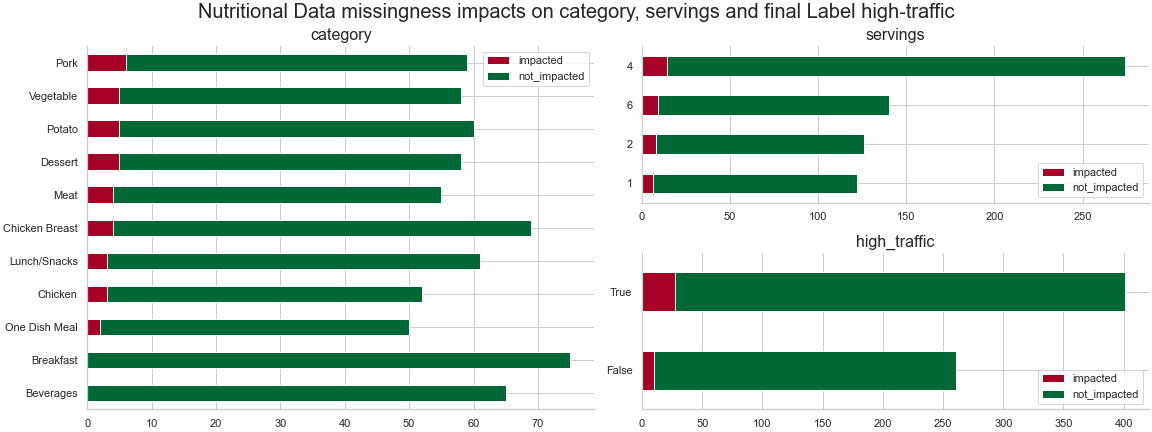 Nutritional Data missingness impacts on category, servings and final Label high-traffic
category
impacted
not_impacted
Pork
Vegetable
Potato
Dessert
Meat
Chicken Breast
Lunch/Snacks
Chicken
One Dish Meal
Breakfast
Beverages
0 10 20 30 40 50 60 70
servings
4
6
2
1
impacted
not_impacted
0 50 100 150 200 250
high_traffic
True
False
impacted
not_impacted
0 50 100 150 200 250 300 350 400